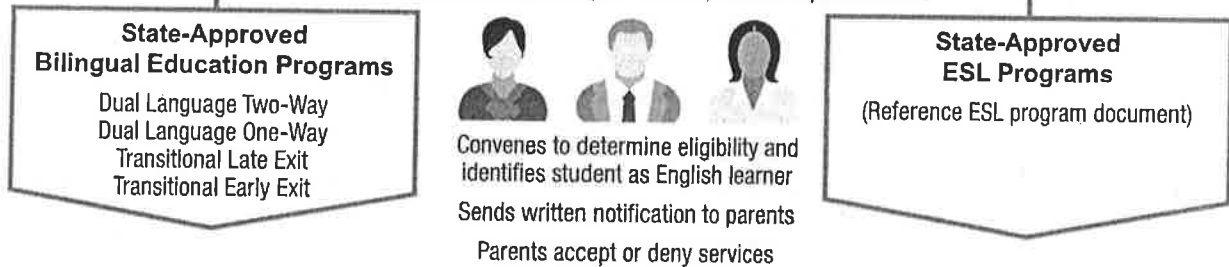 State-Approved
Bilingual Education Programs
Dual Language Two-Way
Dual Language One-Way
Transitional Late Exit
Transitional Early Exit
Convenes to determine eligibility and
identifies student as English learner
Sends written notification to parents
Parents accept or deny services
State-Approved
ESL Programs
(Reference ESL program document)